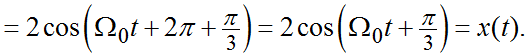 = 2 cos(Ω₀t + 2π + π/3) = 2 cos(Ω₀t + π/3) = x(t).